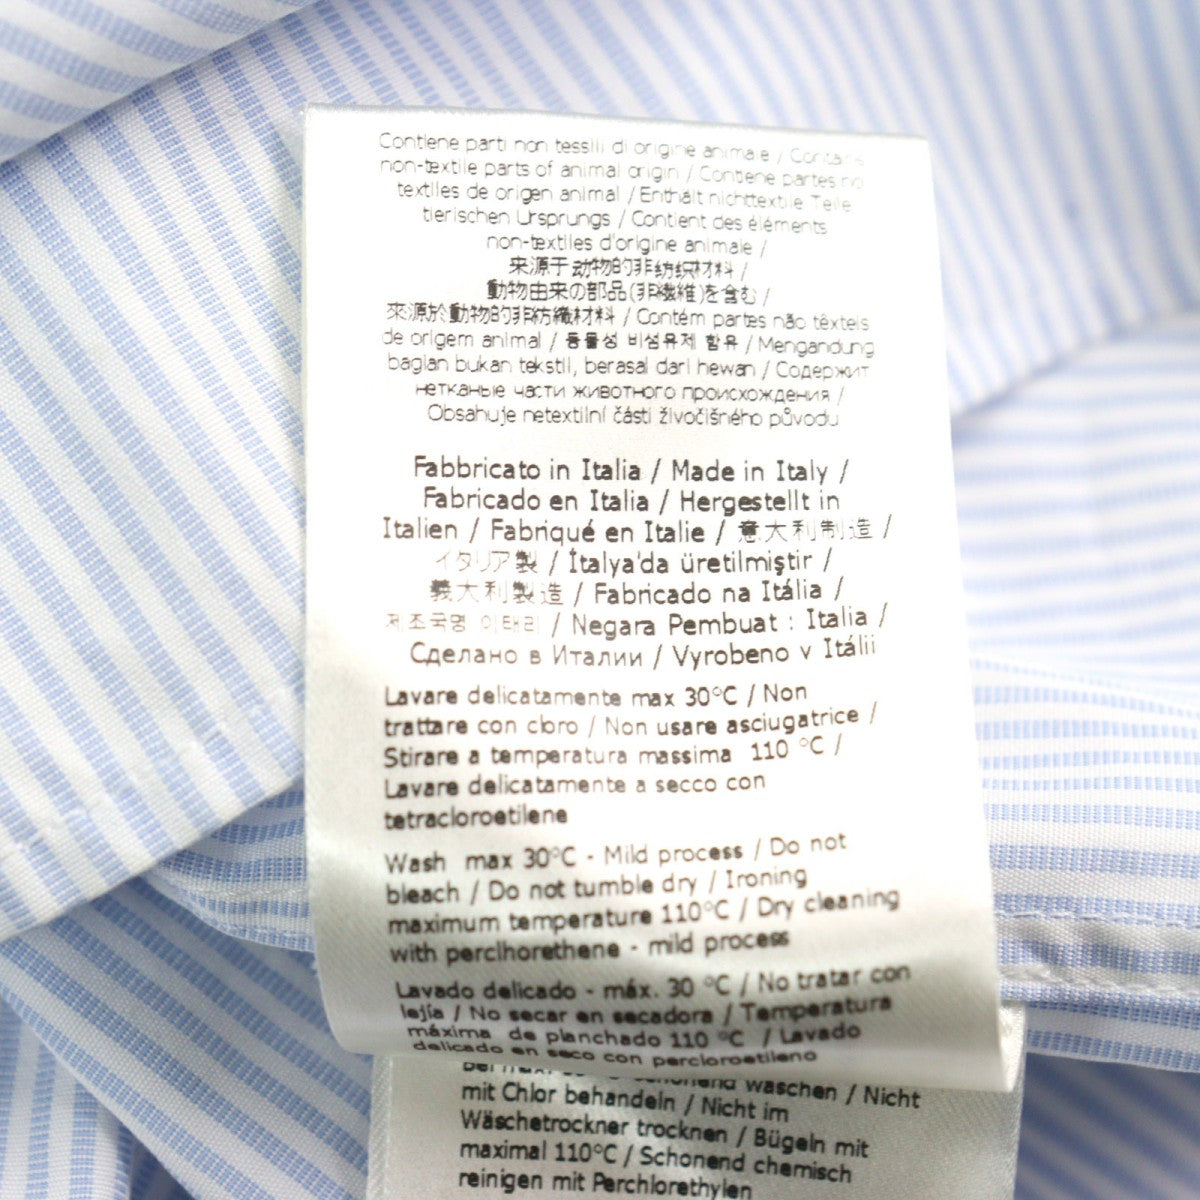 Contiene parti non tessili di origine animale / Contains
non-textile parts of animal origin / Contiene partes no
textiles de origen animal / Enthält nichttextile Teile
tierischen Ursprungs / Contient des éléments
non-textiles d'origine animale /
来源于动物的非纺织材料 /
動物由来の部品(非繊維)を含む /
來源於動物的非紡織材料 / Contém partes não têxteis
de origem animal / 동물성 비섬유제 함유 / Mengandung
bagian bukan tekstil, berasal dari hewan / Содержит
нетканые части животного происхождения /
Obsahuje netextilní části živočišného původu
Fabbricato in Italia / Made in Italy /
Fabricado en Italia / Hergestellt in
Italien / Fabriqué en Italie / 意大利制造 /
イタリア製 / İtalya'da üretilmiştir /
義大利製造 / Fabricado na Itália /
제조국명 이태리 / Negara Pembuat : Italia /
Сделано в Италии / Vyrobeno v Itálii
Lavare delicatamente max 30°C / Non
trattare con cloro / Non usare asciugatrice /
Stirare a temperatura massima 110 °C /
Lavare delicatamente a secco con
tetracloroetilene
Wash max 30°C - Mild process / Do not
bleach / Do not tumble dry / Ironing
maximum temperature 110°C / Dry cleaning
with perclhorethene - mild process
Lavado delicado - máx. 30 °C / No tratar con
lejía / No secar en secadora / Temperatura
máxima de planchado 110 °C / Lavado
delicado en seco con percloroetileno
schonend waschen / Nicht
mit Chlor behandeln / Nicht im
Wäschetrockner trocknen / Bügeln mit
maximal 110°C / Schonend chemisch
reinigen mit Perchlorethylen